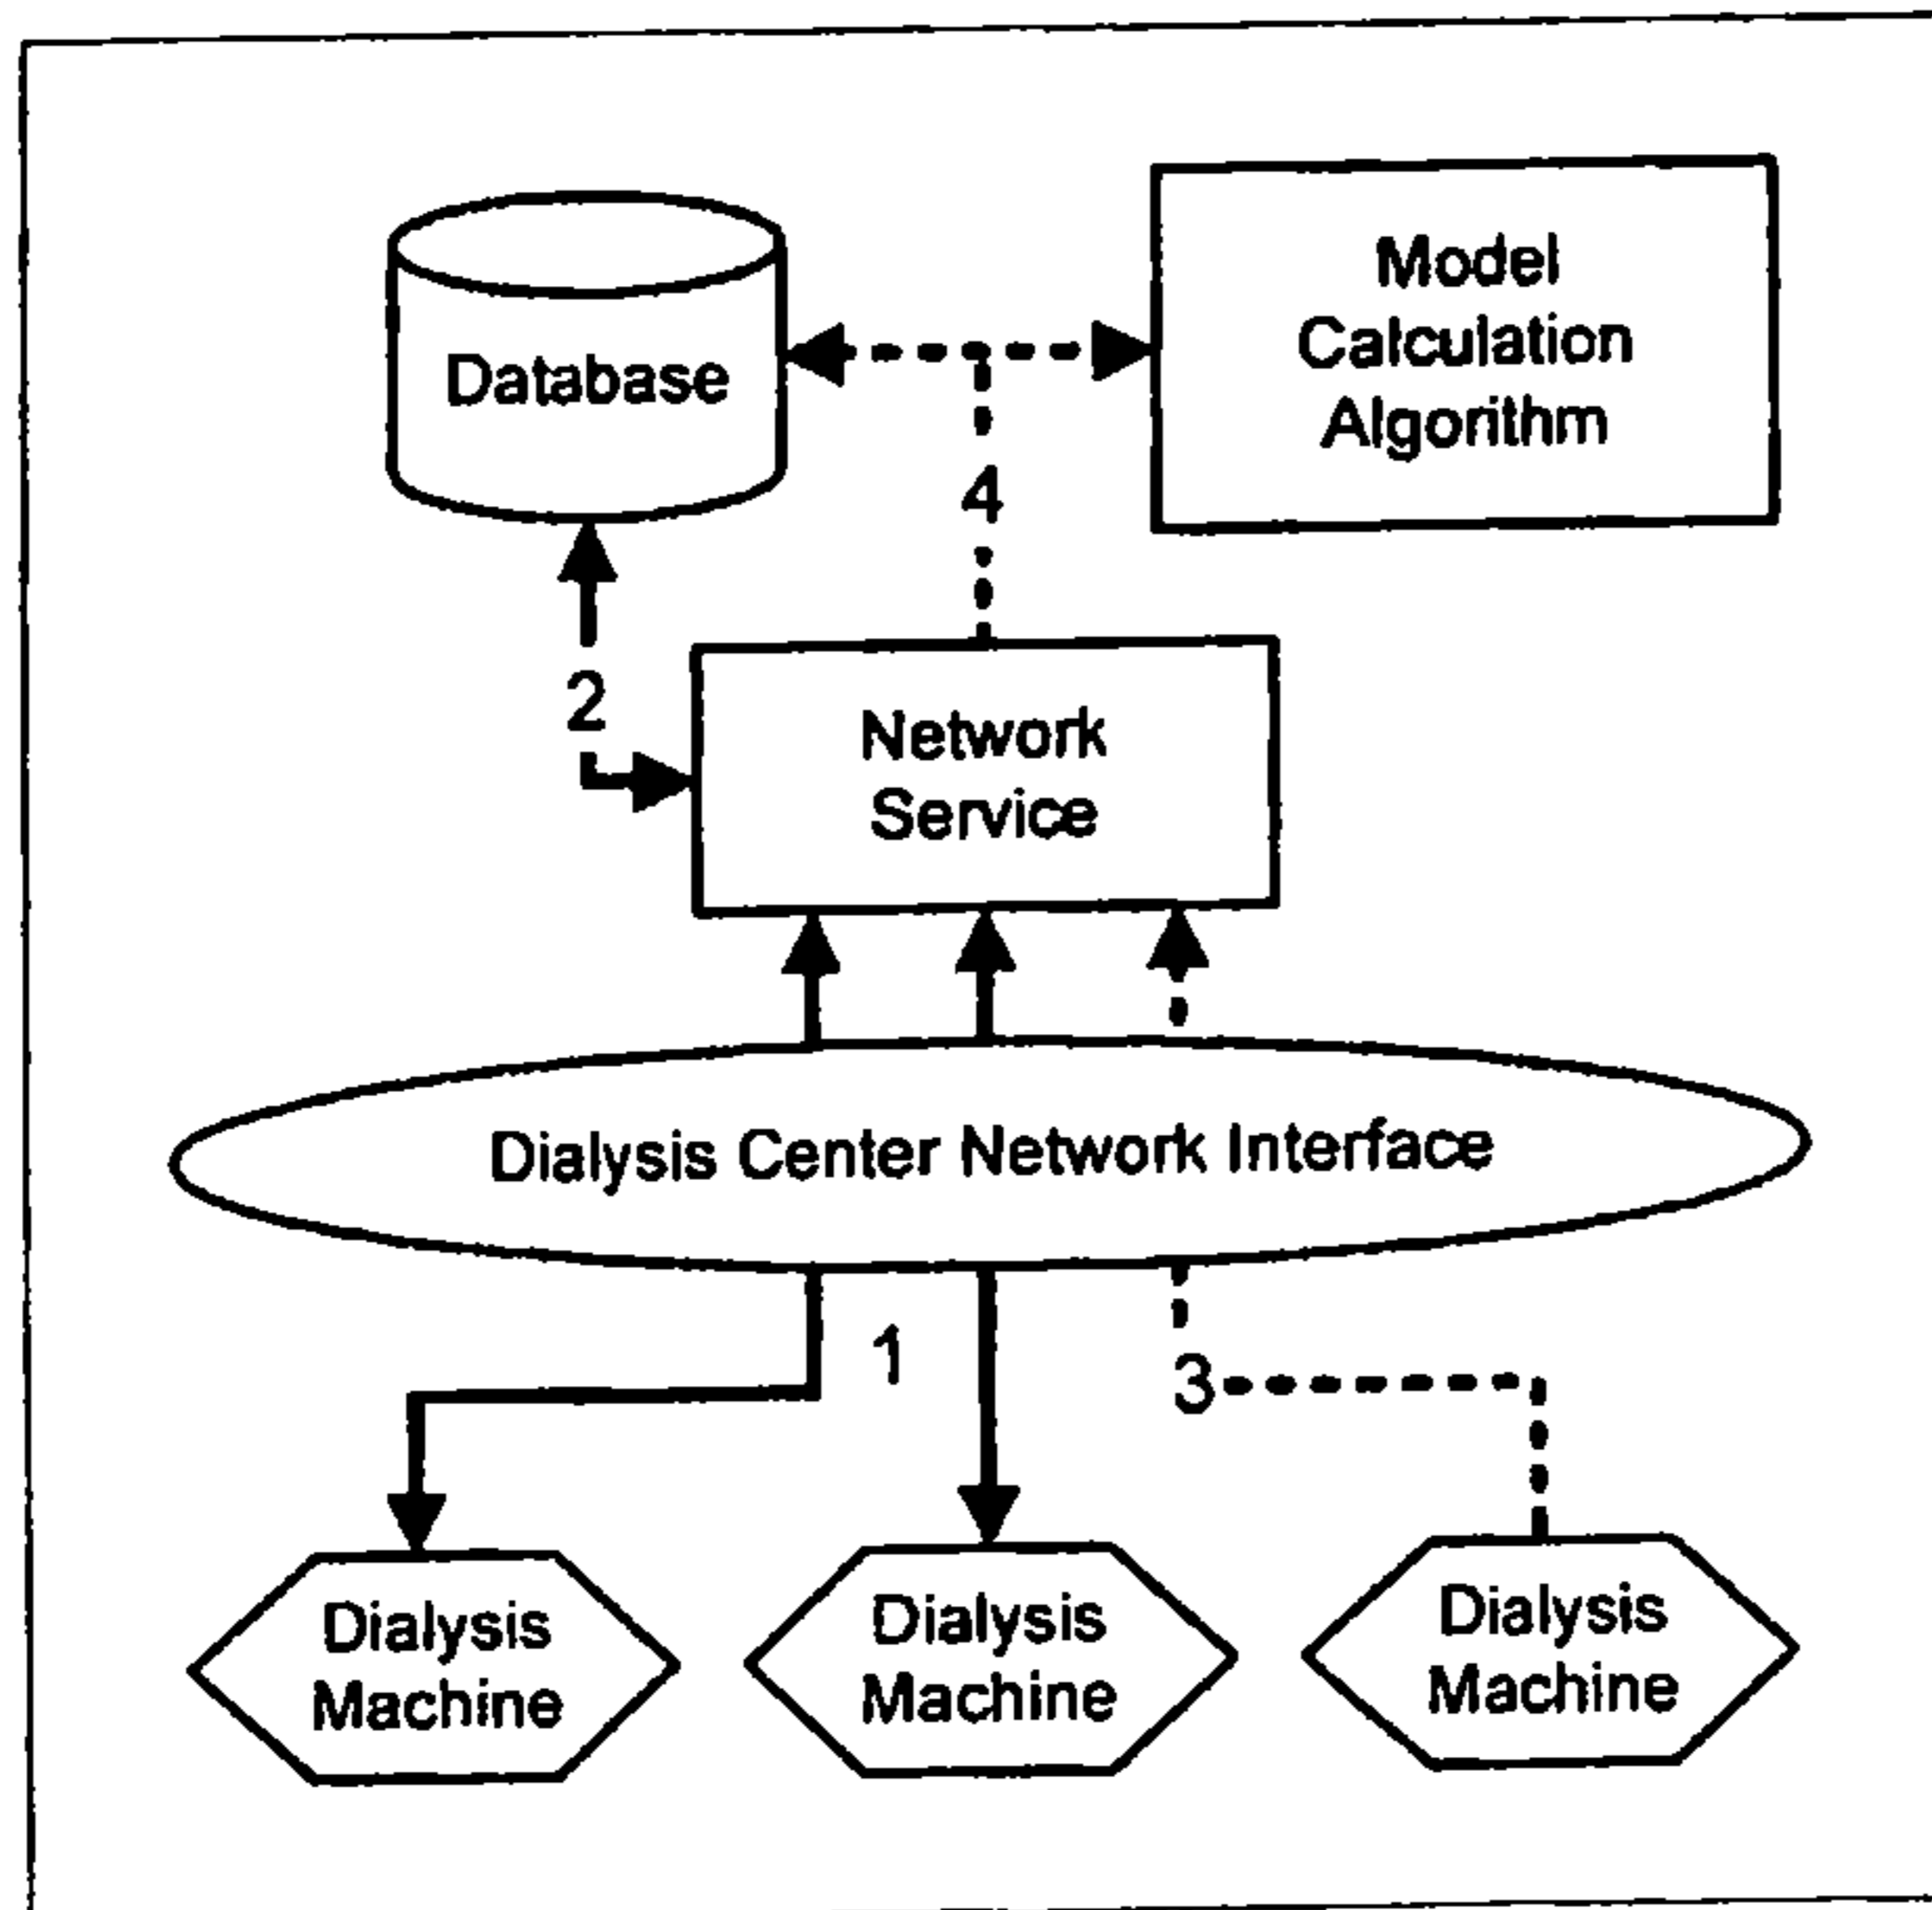 Database
Model
Calculation
Algorithm
4
2
Network
Service
Dialysis Center Network Interface
1
3
Dialysis
Machine
Dialysis
Machine
Dialysis
Machine